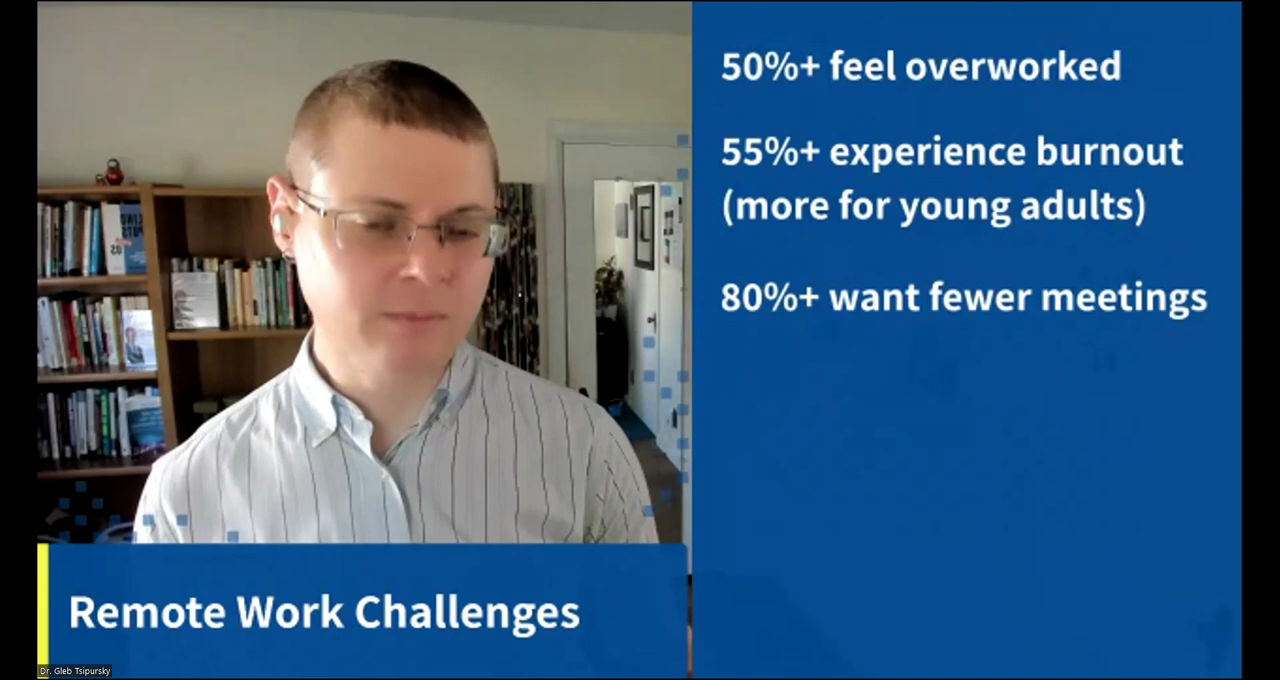 50%+ feel overworked
55%+ experience burnout
(more for young adults)
80%+ want fewer meetings
Remote Work Challenges
Dr. Gleb Tsipursky